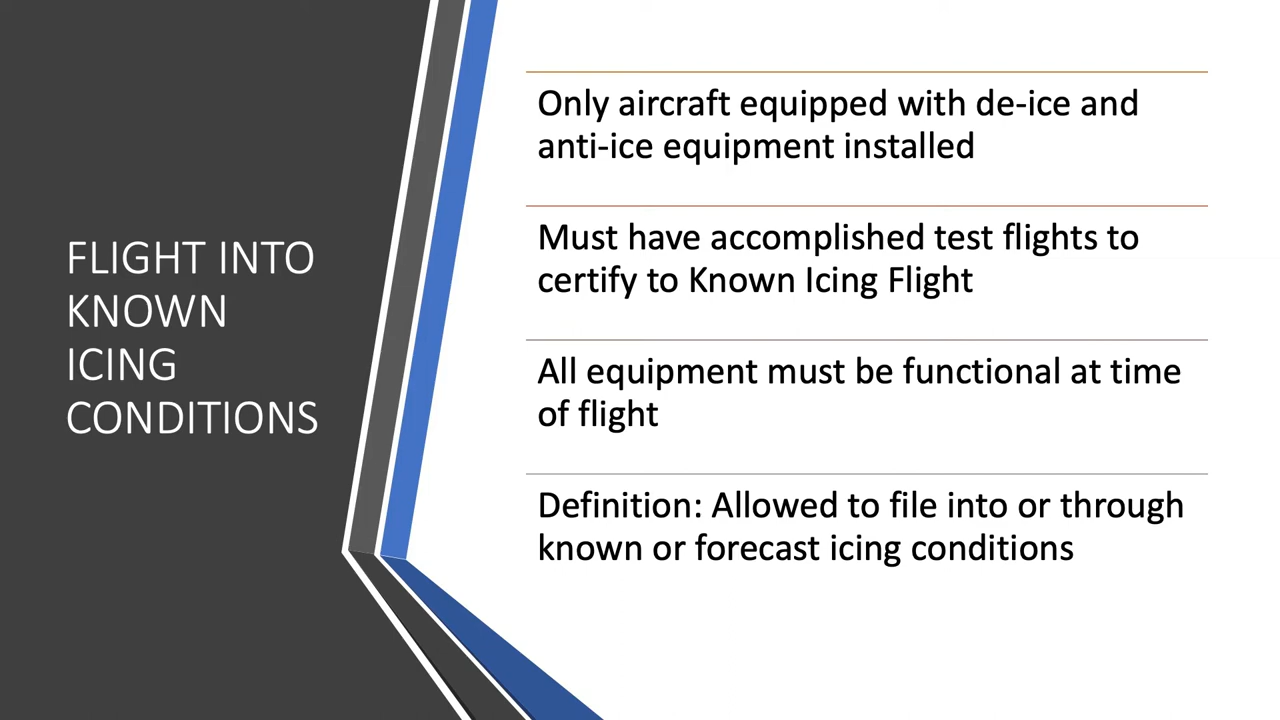 FLIGHT INTO
KNOWN
ICING
CONDITIONS
Only aircraft equipped with de-ice and
anti-ice equipment installed
Must have accomplished test flights to
certify to Known Icing Flight
All equipment must be functional at time
of flight
Definition: Allowed to file into or through
known or forecast icing conditions